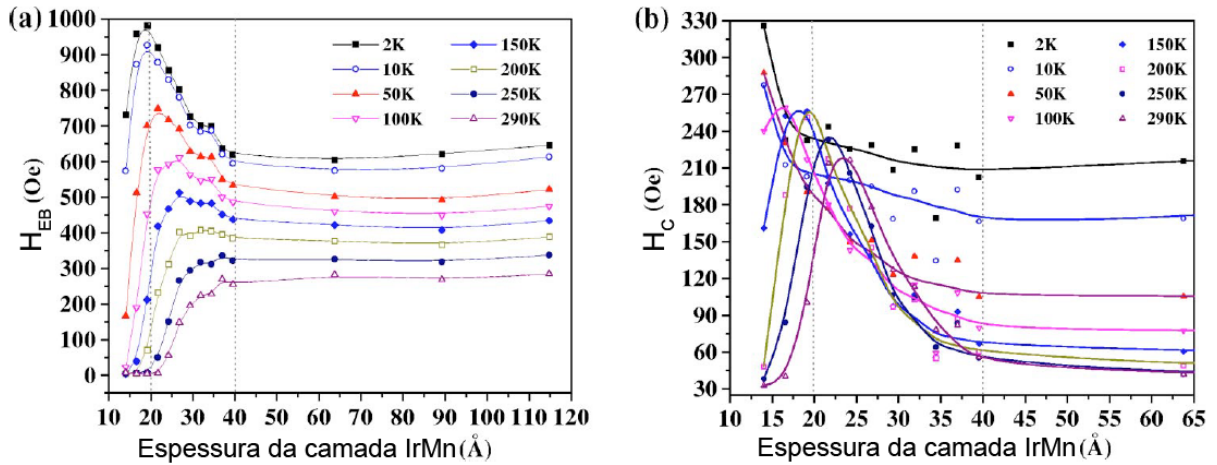 (a)
1000
900
800
700
600
500
400
300
200
100
0
H_EB (Oe)
2K 150K
10K 200K
50K 250K
100K 290K
10 20 30 40 50 60 70 80 90 100 110 120
Espessura da camada IrMn(Å)
(b)
330
300
270
240
210
180
150
120
90
60
30
H_C (Oe)
2K 150K
10K 200K
50K 250K
100K 290K
10 15 20 25 30 35 40 45 50 55 60 65
Espessura da camada IrMn(Å)